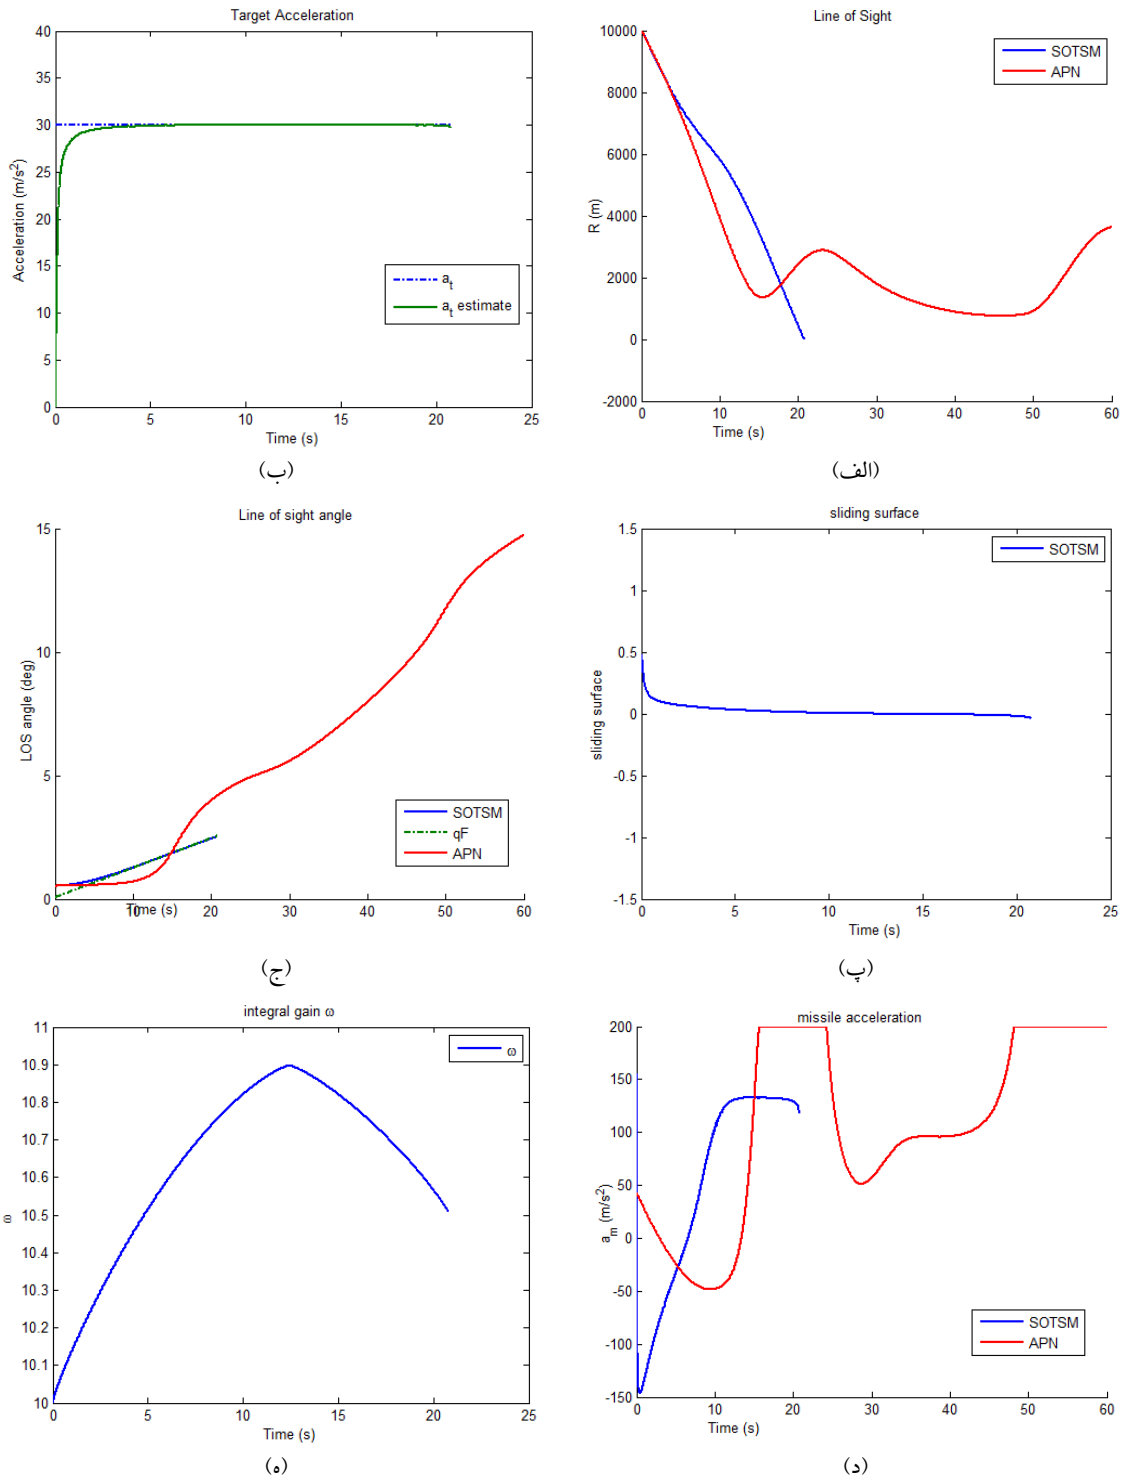 Target Acceleration
40
35
30
25
20
15
10
5
0
Acceleration (m/s2)
a_t
a_t estimate
0 5 10 15 20 25
Time (s)
(ب)
Line of Sight
10000
8000
6000
4000
2000
0
-2000
R (m)
SOTSM
APN
0 10 20 30 40 50 60
Time (s)
(الف)
Line of sight angle
15
10
5
0
LOS angle (deg)
SOTSM
qF
APN
0 10 20 30 40 50 60
Time (s)
(ج)
sliding surface
1.5
1
0.5
0
-0.5
-1
-1.5
sliding surface
SOTSM
0 5 10 15 20 25
Time (s)
(پ)
integral gain ω
11
10.9
10.8
10.7
10.6
10.5
10.4
10.3
10.2
10.1
10
ω
ω
0 5 10 15 20 25
Time (s)
(ه)
missile acceleration
200
150
100
50
0
-50
-100
-150
a_m (m/s2)
SOTSM
APN
0 10 20 30 40 50 60
Time (s)
(د)